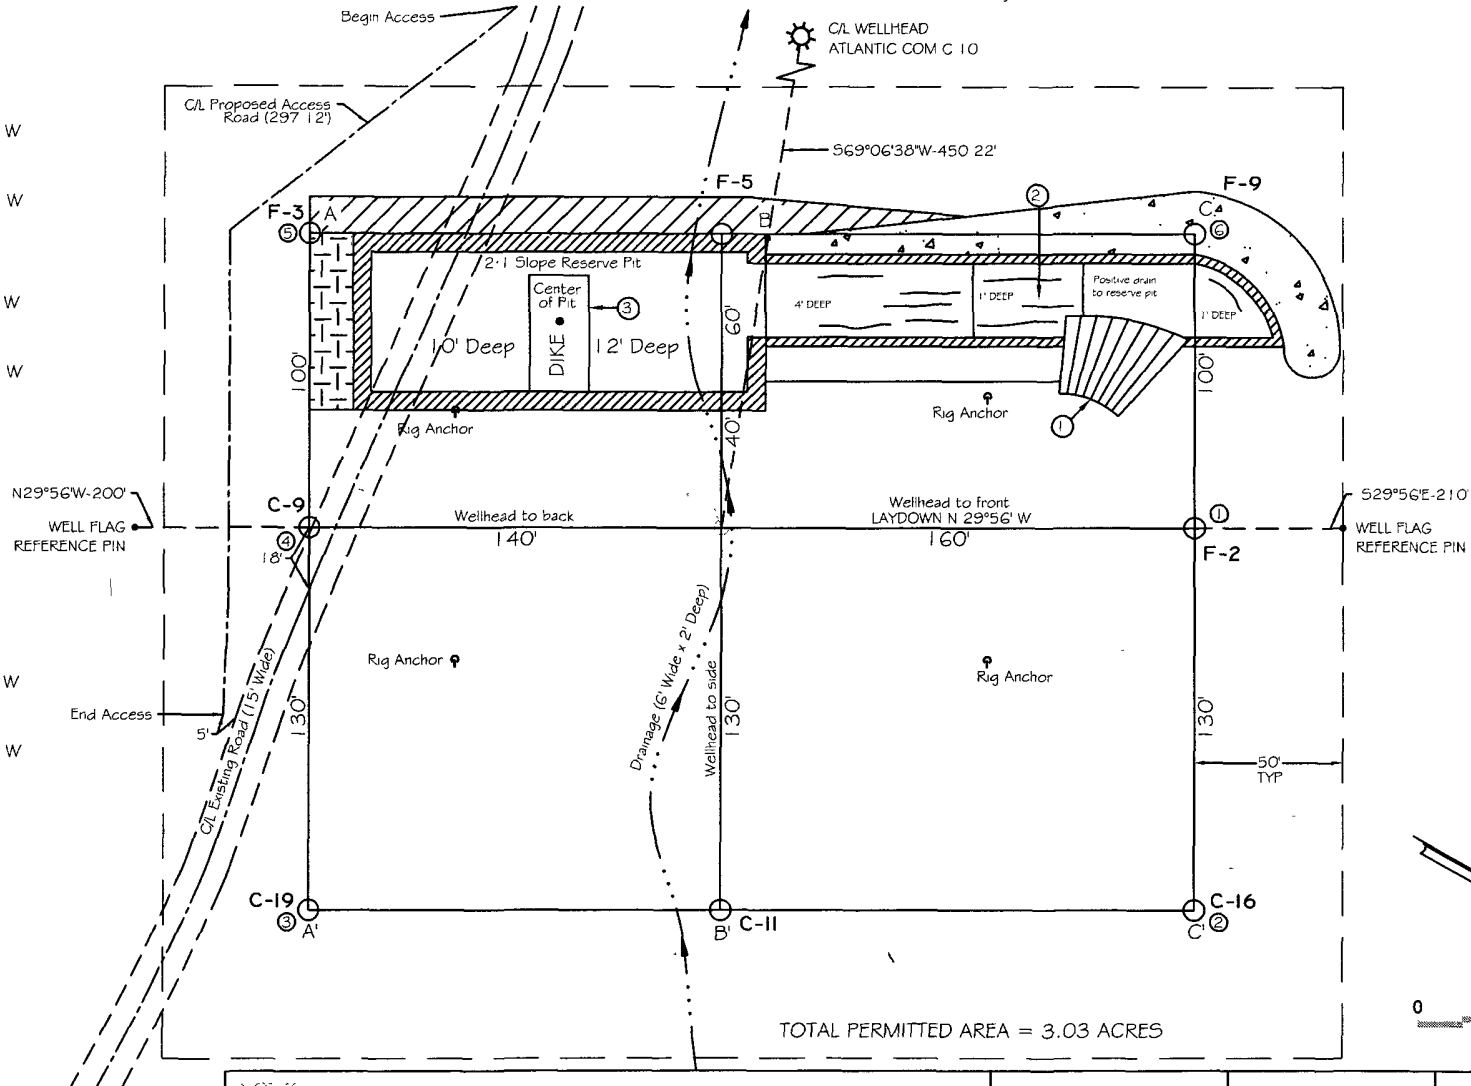 Begin Access
C/L WELLHEAD
ATLANTIC COM C 10
C/L Proposed Access
Road (297 12')
W
S69°06'38"W-450 22'
W
F-3
A
F-5
B
F-9
C
⑤
②
⑥
2·1 Slope Reserve Pit
Center
of Pit
③
DIKE
10' Deep
12' Deep
60'
4' DEEP
1' DEEP
Positive drain
to reserve pit
1' DEEP
W
W
100'
100'
Rig Anchor
40'
Rig Anchor
①
N29°56'W-200'
WELL FLAG
REFERENCE PIN
C-9
④
18'
Wellhead to back
140'
Wellhead to front
LAYDOWN N 29°56' W
160'
①
F-2
S29°56'E-210'
WELL FLAG
REFERENCE PIN
Rig Anchor
Rig Anchor
Drainage (6' Wide x 2' Deep)
Wellhead to side
W
End Access
5'
C/L Existing Road (15' Wide)
130'
130'
130'
W
50'
TYP
C-19
③
A'
B'
C-11
C-16
②
C'
TOTAL PERMITTED AREA = 3.03 ACRES
0